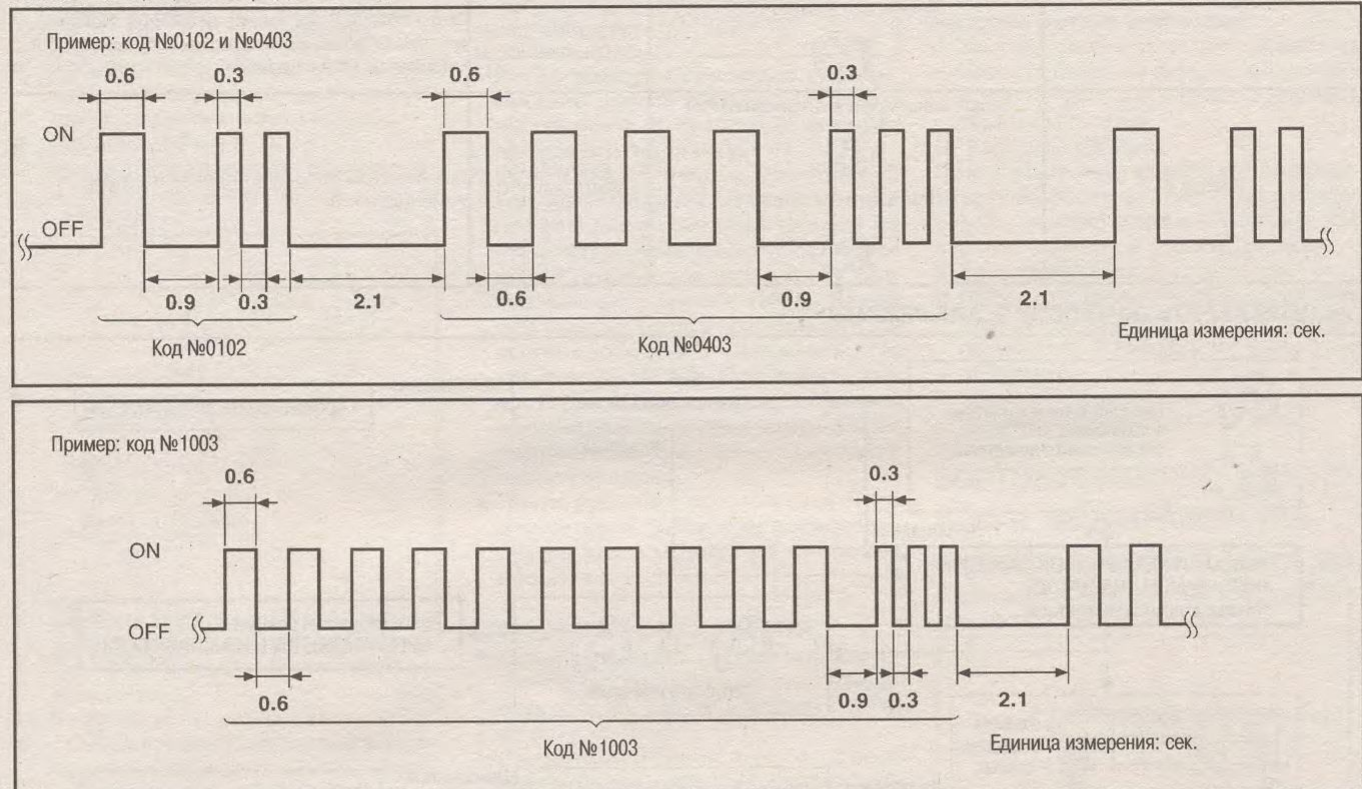 Пример: код №0102 и №0403
0.6 0.3 0.6 0.3
ON
OFF
0.9 0.3 2.1 0.6 0.9 2.1
Код №0102 Код №0403 Единица измерения: сек.
Пример: код №1003
0.6 0.3
ON
OFF
0.6 0.9 0.3 2.1
Код №1003 Единица измерения: сек.